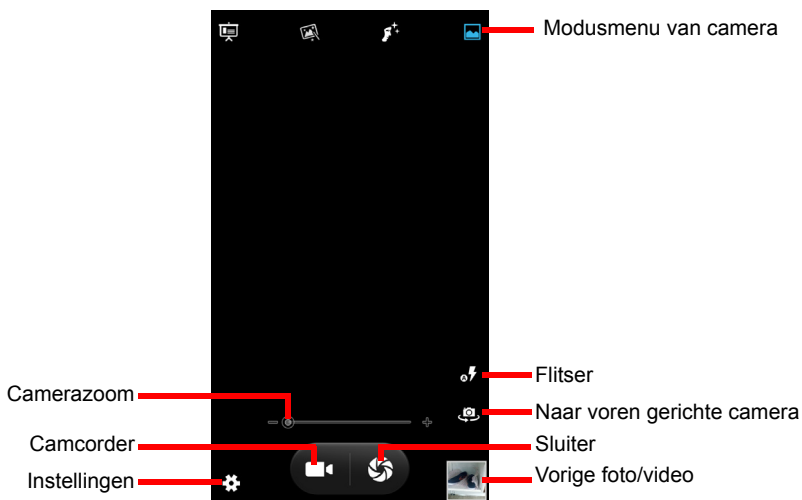 Modusmenu van camera
Flitser
Camerazoom
Naar voren gerichte camera
Camcorder
Sluiter
Instellingen
Vorige foto/video